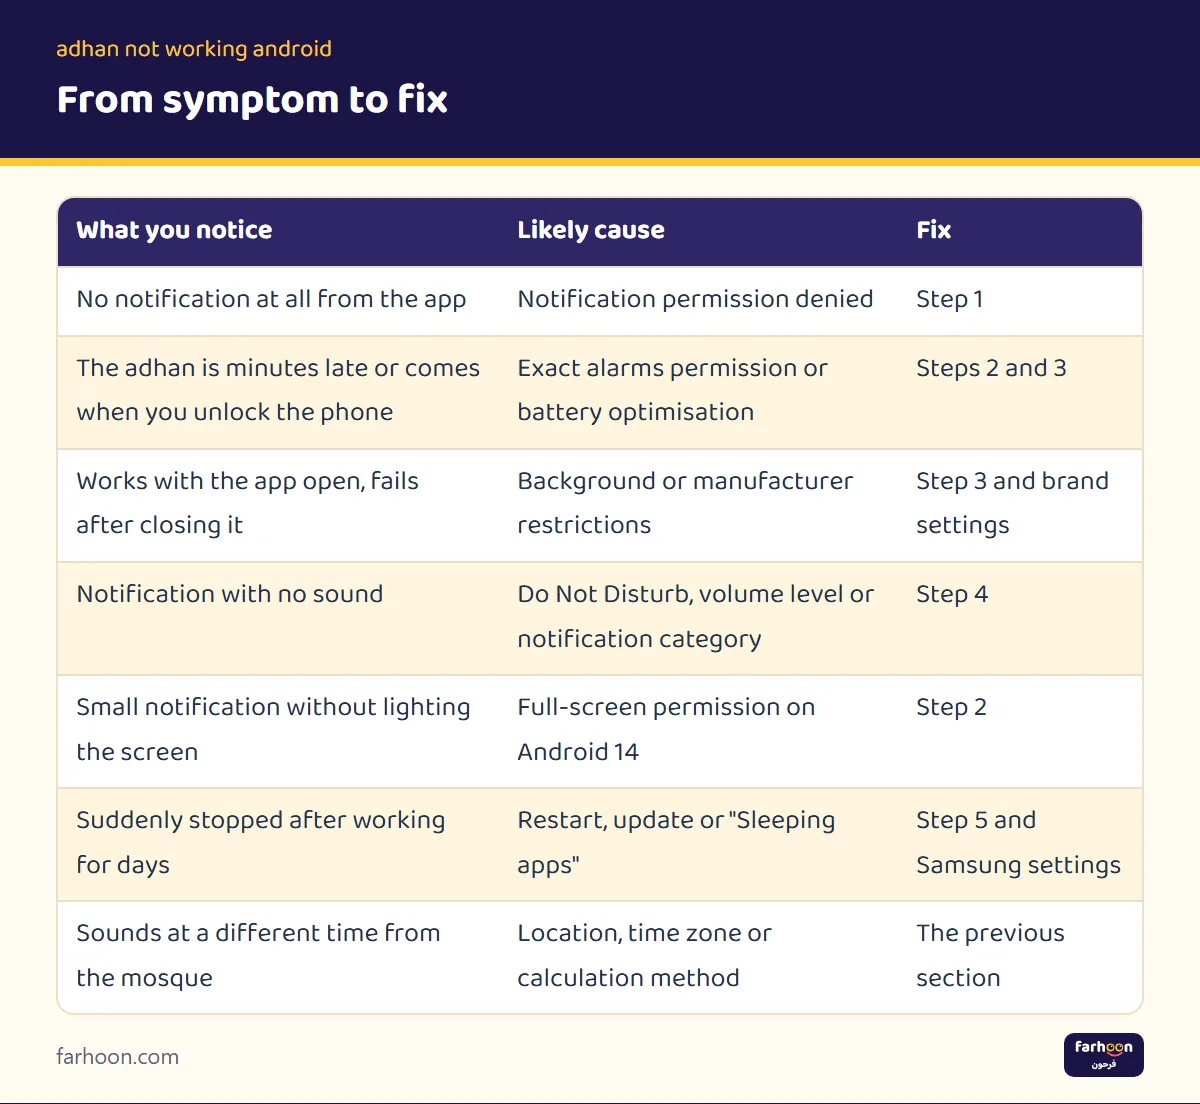 adhan not working android
From symptom to fix
What you notice Likely cause Fix
No notification at all from the app Notification permission denied Step 1
The adhan is minutes late or comes Exact alarms permission or Steps 2 and 3
when you unlock the phone battery optimisation
Works with the app open, fails Background or manufacturer Step 3 and brand
after closing it restrictions settings
Notification with no sound Do Not Disturb, volume level or Step 4
notification category
Small notification without lighting Full-screen permission on Step 2
the screen Android 14
Suddenly stopped after working Restart, update or "Sleeping Step 5 and
for days apps" Samsung settings
Sounds at a different time from Location, time zone or The previous
the mosque calculation method section
farhoon.com
farhoon
فرحون